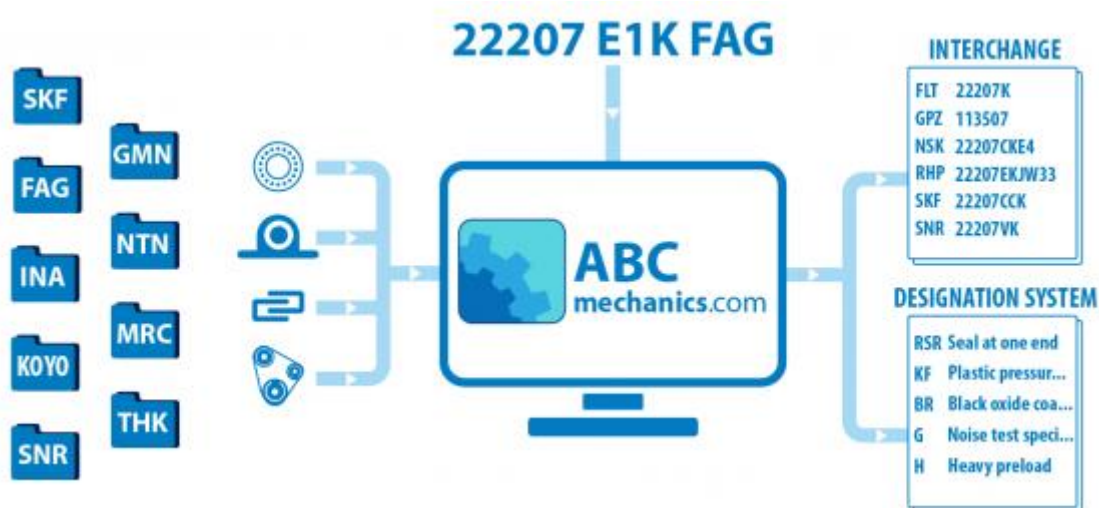 22207 E1K FAG
SKF
GMN
FAG
NTN
INA
MRC
KOYO
THK
SNR
ABC
mechanics.com
INTERCHANGE
FLT 22207K
GPZ 113507
NSK 22207CKE4
RHP 22207EKJW33
SKF 22207CCK
SNR 22207VK
DESIGNATION SYSTEM
RSR Seal at one end
KF Plastic pressur...
BR Black oxide coa...
G Noise test speci...
H Heavy preload